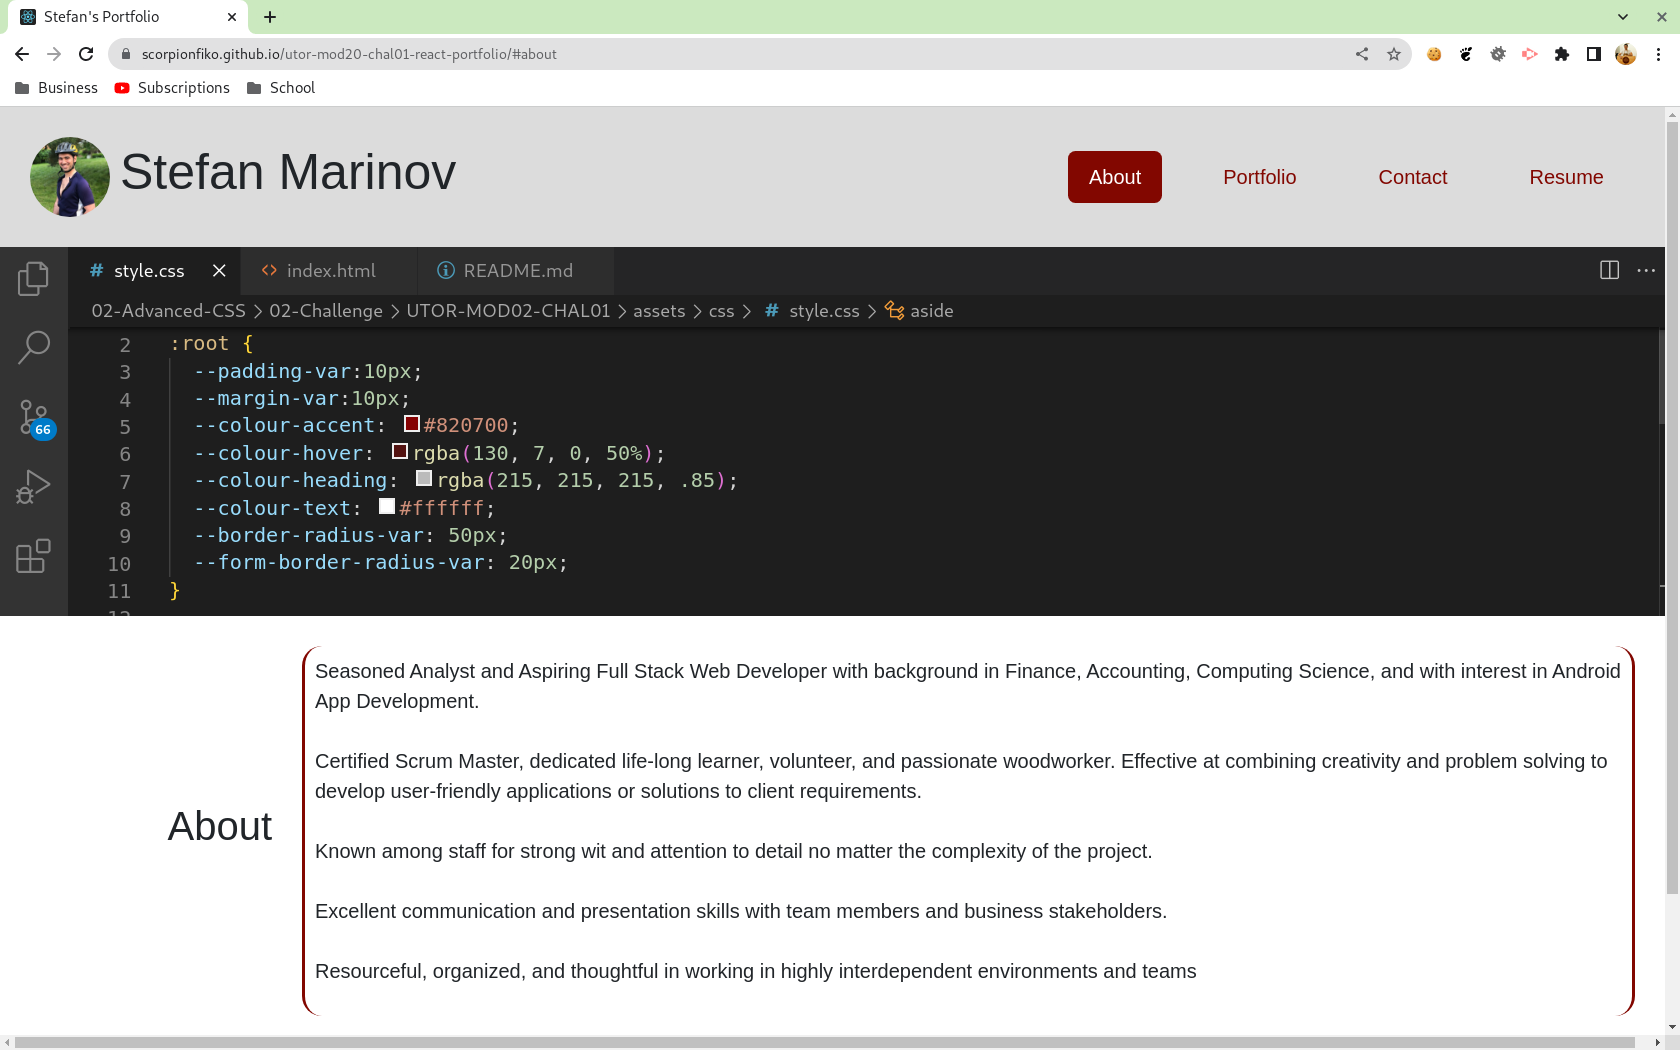 Stefan's Portfolio
scorpionfiko.github.io/utor-mod20-chal01-react-portfolio/#about
Business Subscriptions School
Stefan Marinov
About Portfolio Contact Resume
# style.css index.html README.md
02-Advanced-CSS > 02-Challenge > UTOR-MOD02-CHAL01 > assets > css > # style.css > aside
2 :root {
3 --padding-var:10px;
4 --margin-var:10px;
5 --colour-accent: #820700;
66
6 --colour-hover: rgba(130, 7, 0, 50%);
7 --colour-heading: rgba(215, 215, 215, .85);
8 --colour-text: #ffffff;
9 --border-radius-var: 50px;
10 --form-border-radius-var: 20px;
11 }
12
Seasoned Analyst and Aspiring Full Stack Web Developer with background in Finance, Accounting, Computing Science, and with interest in Android
App Development.
Certified Scrum Master, dedicated life-long learner, volunteer, and passionate woodworker. Effective at combining creativity and problem solving to
develop user-friendly applications or solutions to client requirements.
About
Known among staff for strong wit and attention to detail no matter the complexity of the project.
Excellent communication and presentation skills with team members and business stakeholders.
Resourceful, organized, and thoughtful in working in highly interdependent environments and teams